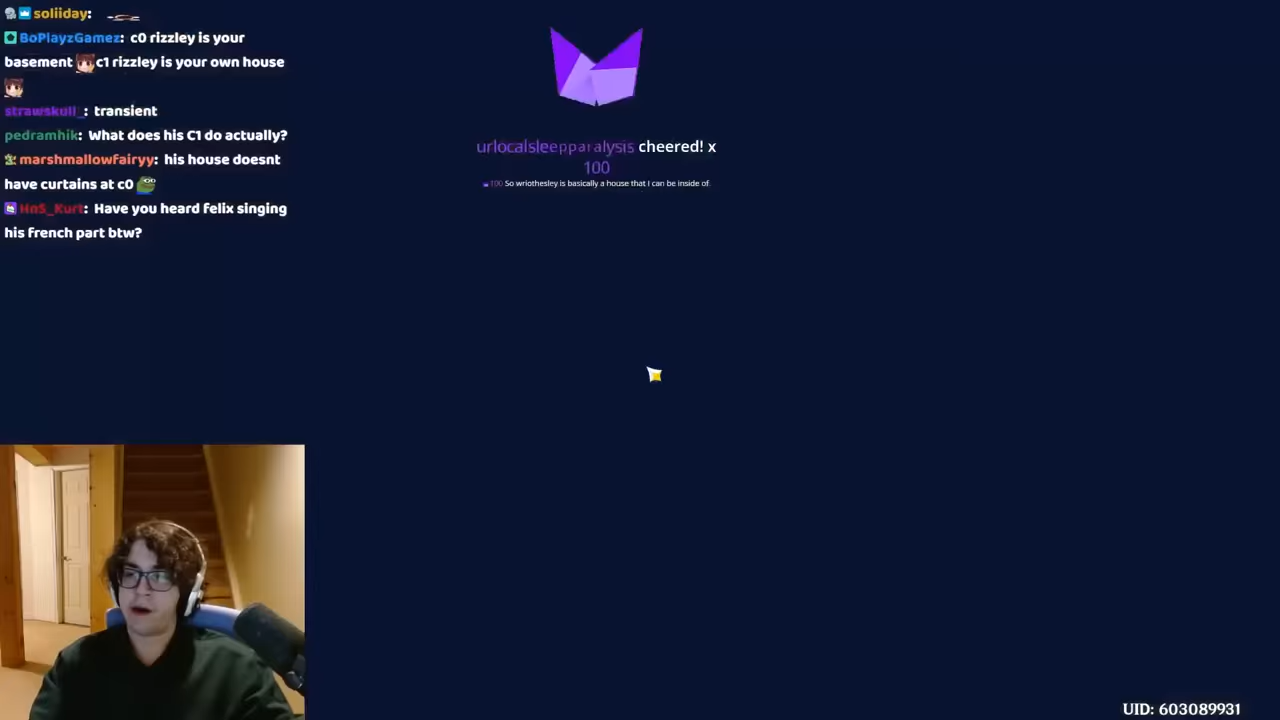 soliiday:
BoPlayzGamez: c0 rizzley is your
basement c1 rizzley is your own house
strawskull_: transient
pedramhik: What does his C1 do actually?
marshmallowfairyy: his house doesnt
have curtains at c0
HnS_Kurt: Have you heard felix singing
his french part btw?
urlocalsleepparalysis cheered! x
100
100 So wriothesley is basically a house that I can be inside of.
UID: 603089931